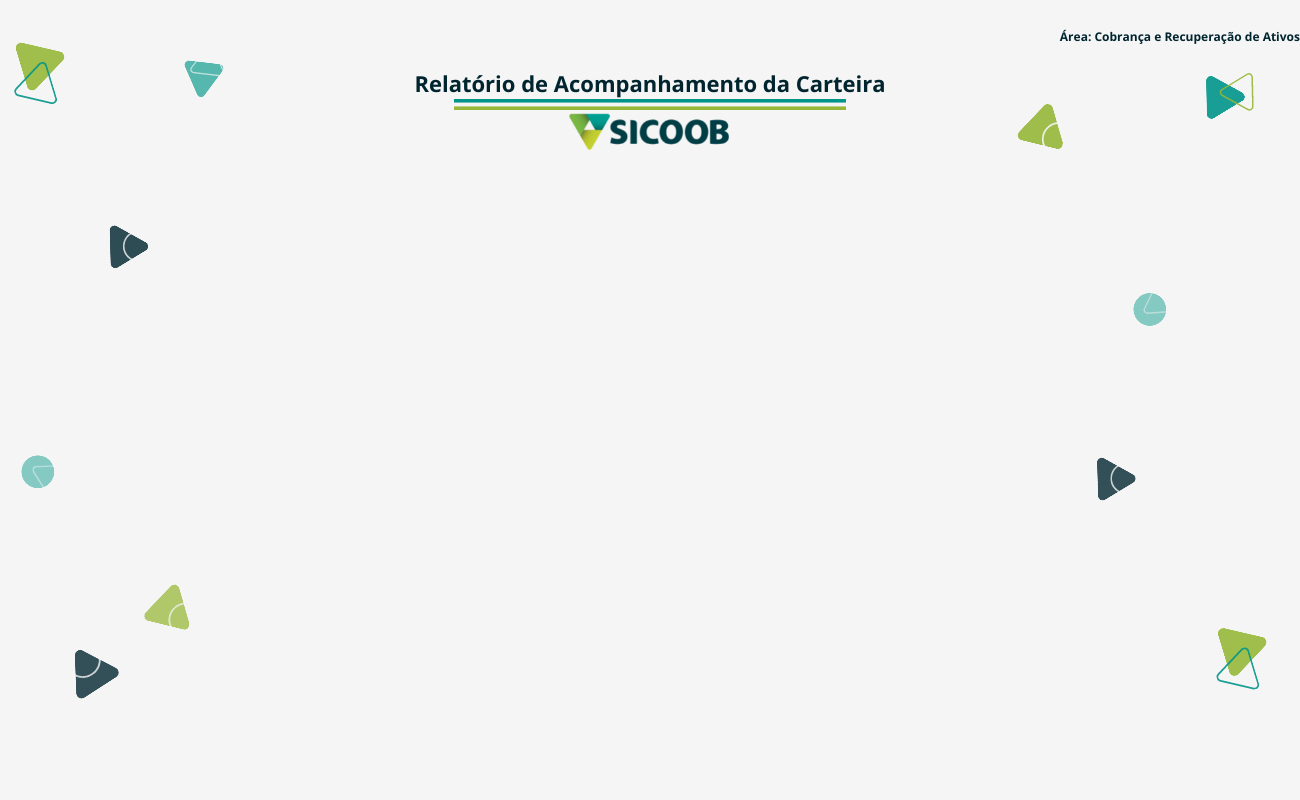 Área: Cobrança e Recuperação de Ativos
Relatório de Acompanhamento da Carteira
SICOOB